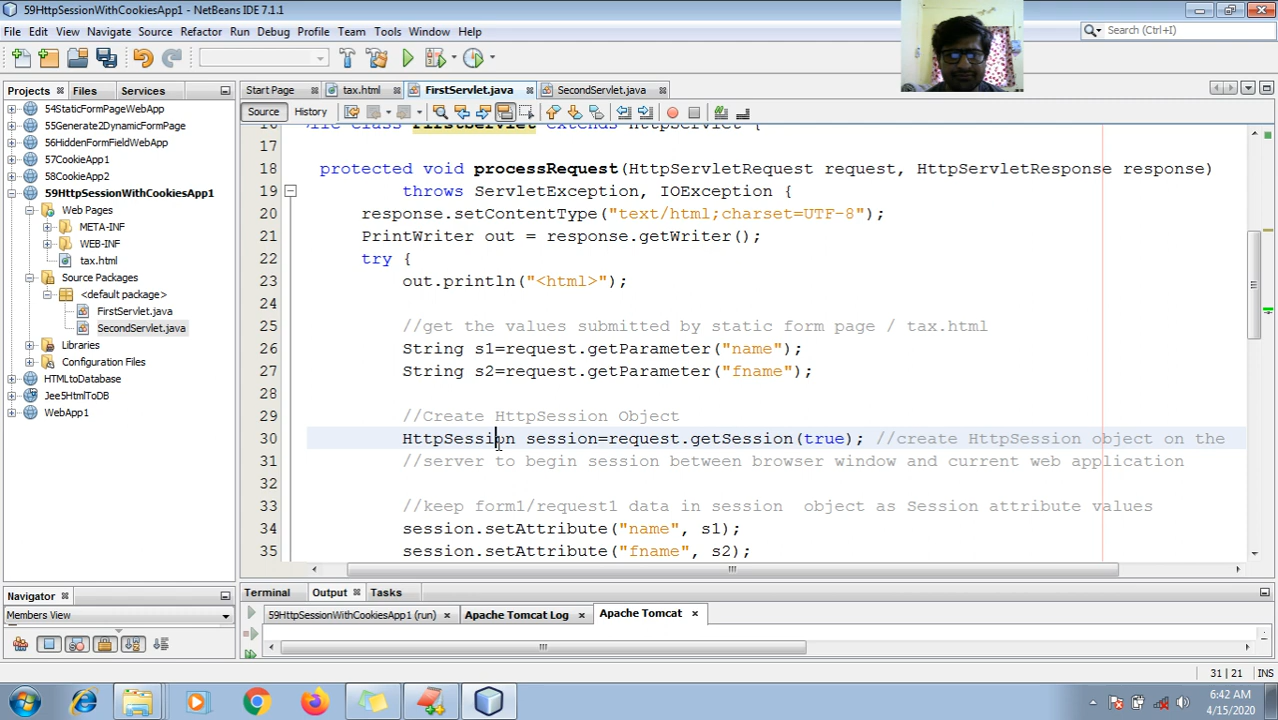 59HttpSessionWithCookiesApp1 - NetBeans IDE 7.1.1
File Edit View Navigate Source Refactor Run Debug Profile Team Tools Window Help
Search (Ctrl+I)
Projects Files Services
Start Page tax.html FirstServlet.java SecondServlet.java
Source History
54StaticFormPageWebApp
55Generate2DynamicFormPage
56HiddenFormFieldWebApp
57CookieApp1
58CookieApp2
59HttpSessionWithCookiesApp1
Web Pages
META-INF
WEB-INF
tax.html
Source Packages
<default package>
FirstServlet.java
SecondServlet.java
Libraries
Configuration Files
HTMLtoDatabase
Jee5HtmlToDB
WebApp1
17
18 protected void processRequest(HttpServletRequest request, HttpServletResponse response)
19 throws ServletException, IOException {
20 response.setContentType("text/html;charset=UTF-8");
21 PrintWriter out = response.getWriter();
22 try {
23 out.println("<html>");
24
25 //get the values submitted by static form page / tax.html
26 String s1=request.getParameter("name");
27 String s2=request.getParameter("fname");
28
29 //Create HttpSession Object
30 HttpSession session=request.getSession(true); //create HttpSession object on the
31 //server to begin session between browser window and current web application
32
33 //keep form1/request1 data in session  object as Session attribute values
34 session.setAttribute("name", s1);
35 session.setAttribute("fname", s2);
Navigator
Members View
Terminal Output Tasks
59HttpSessionWithCookiesApp1 (run) Apache Tomcat Log Apache Tomcat
31 | 21 INS
6:42 AM
4/15/2020